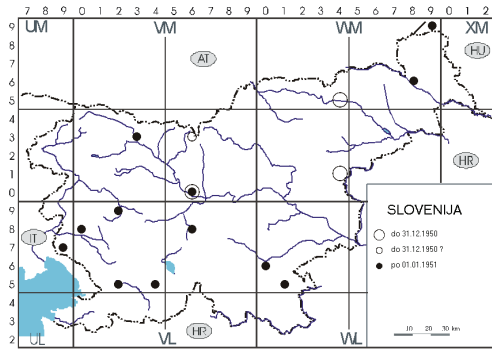 7 8 9 0 1 2 3 4 5 6 7 8 9 0 1 2 3 4 5 6 7 8 9 0 1 2
9 UM VM WM XM
8 AT HU
7
6
5
4
3 HR
2
1
0
9 SLOVENIJA
8 IT do 31.12.1950
7 do 31.12.1950 ?
6 po 01.01.1951
5
4
3 HR 10 20 30 km
2 UL VL WL